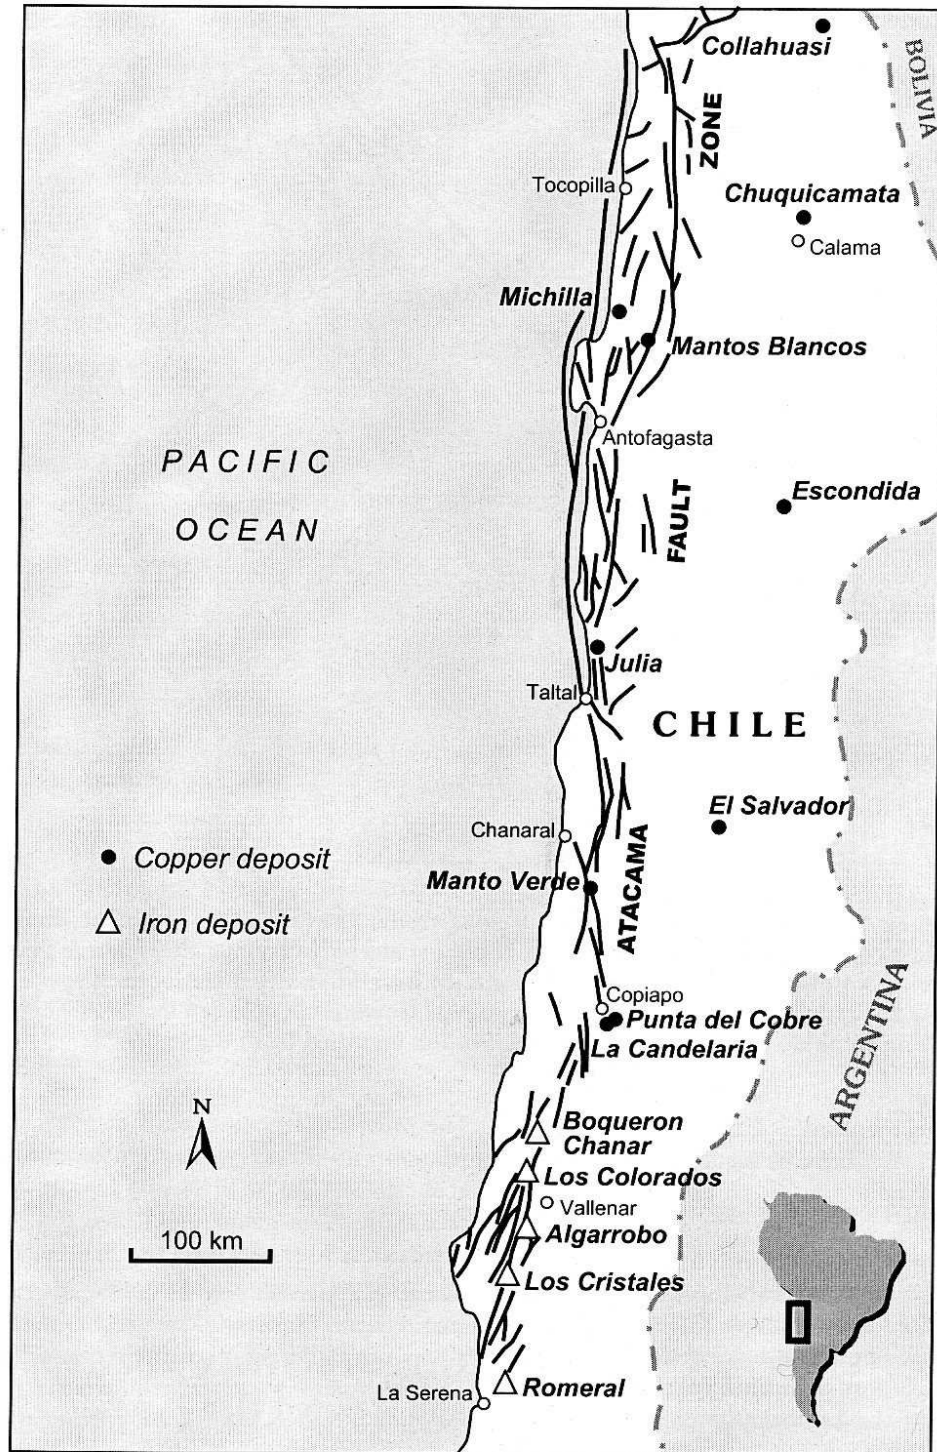 Collahuasi
BOLIVIA
ZONE
Tocopilla
Chuquicamata
Calama
Michilla
Mantos Blancos
Antofagasta
PACIFIC
OCEAN
Escondida
FAULT
Julia
Taltal
CHILE
El Salvador
Chanaral
Copper deposit
Manto Verde
ATACAMA
Iron deposit
Copiapo
Punta del Cobre
La Candelaria
ARGENTINA
N
Boqueron
Chanar
Los Colorados
Vallenar
100 km
Algarrobo
Los Cristales
La Serena
Romeral